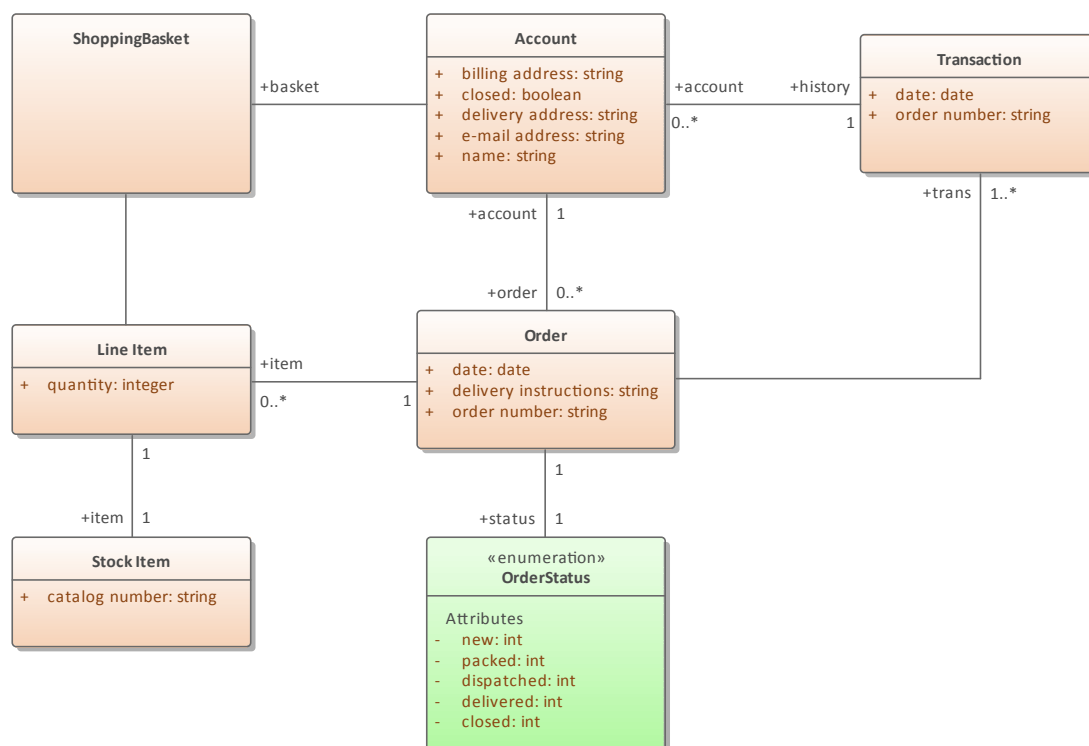 ShoppingBasket
+basket
Account
+ billing address: string
+ closed: boolean
+ delivery address: string
+ e-mail address: string
+ name: string
+account
0..*
+history
1
Transaction
+ date: date
+ order number: string
+trans
1..*
+account
1
+order
0..*
Line Item
+ quantity: integer
+item
0..*
1
Order
+ date: date
+ delivery instructions: string
+ order number: string
1
+item
1
1
+status
1
Stock Item
+ catalog number: string
«enumeration»
OrderStatus
Attributes
- new: int
- packed: int
- dispatched: int
- delivered: int
- closed: int